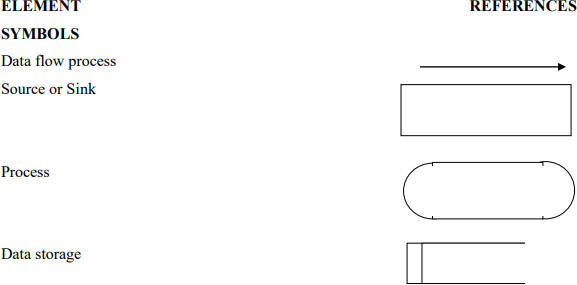 ELEMENT REFERENCES
SYMBOLS
Data flow process
Source or Sink
Process
Data storage